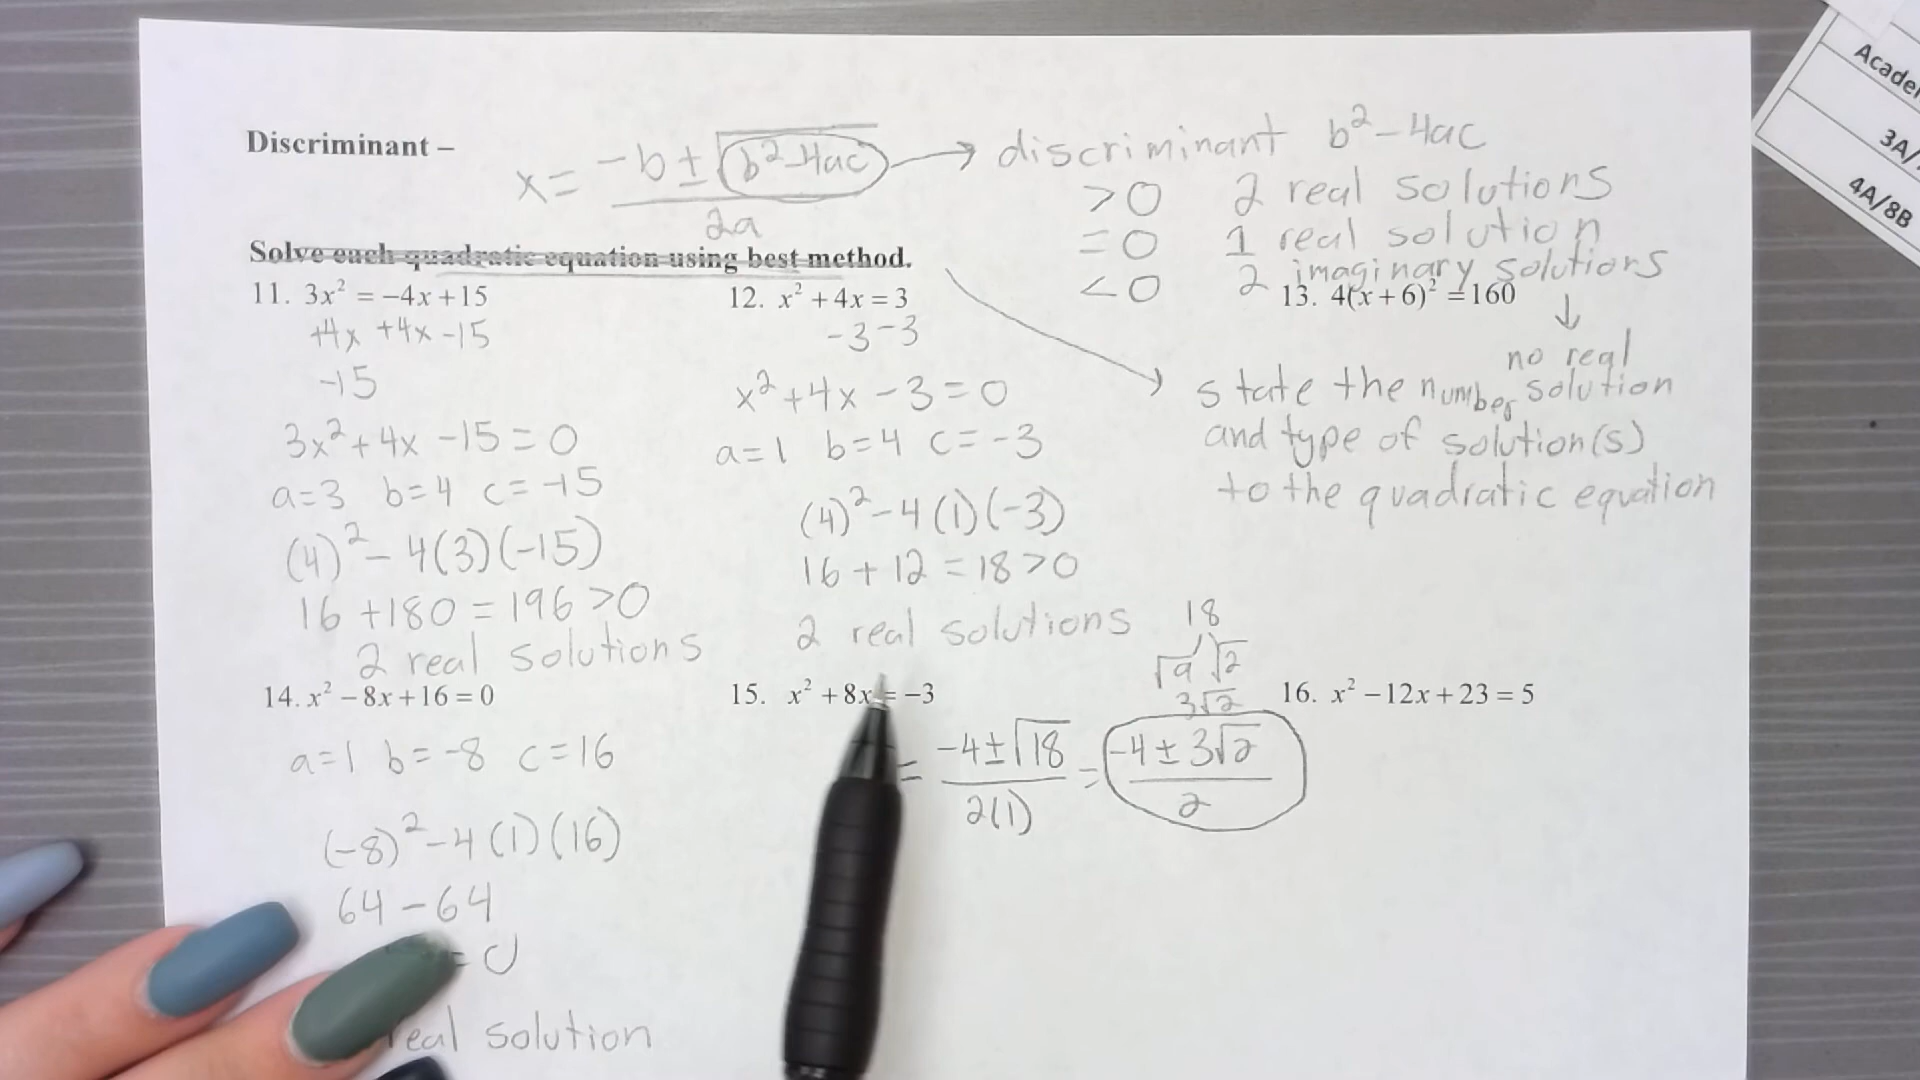 Discriminant – x = -b ± √b² - 4ac / 2a → discriminant b² - 4ac
> 0 2 real solutions
= 0 1 real solution
< 0 2 imaginary solutions
↓
no real
solution
Solve each quadratic equation using best method.
→ state the number
and type of solution(s)
to the quadratic equation
11. 3x² = −4x + 15
+4x +4x - 15
-15
3x² + 4x - 15 = 0
a = 3 b = 4 c = -15
(4)² - 4(3)(-15)
16 + 180 = 196 > 0
2 real solutions
12. x² + 4x = 3
-3 -3
x² + 4x - 3 = 0
a = 1 b = 4 c = -3
(4)² - 4(1)(-3)
16 + 12 = 18 > 0
2 real solutions
18
√9 √2
3√2
= -4 ± √18 / 2(1) = -4 ± 3√2 / 2
13. 4(x + 6)² = 160
14. x² − 8x + 16 = 0
a = 1 b = -8 c = 16
(-8)² - 4(1)(16)
64 - 64
= 0
real solution
15. x² + 8x = −3
16. x² − 12x + 23 = 5
3A/
4A/8B